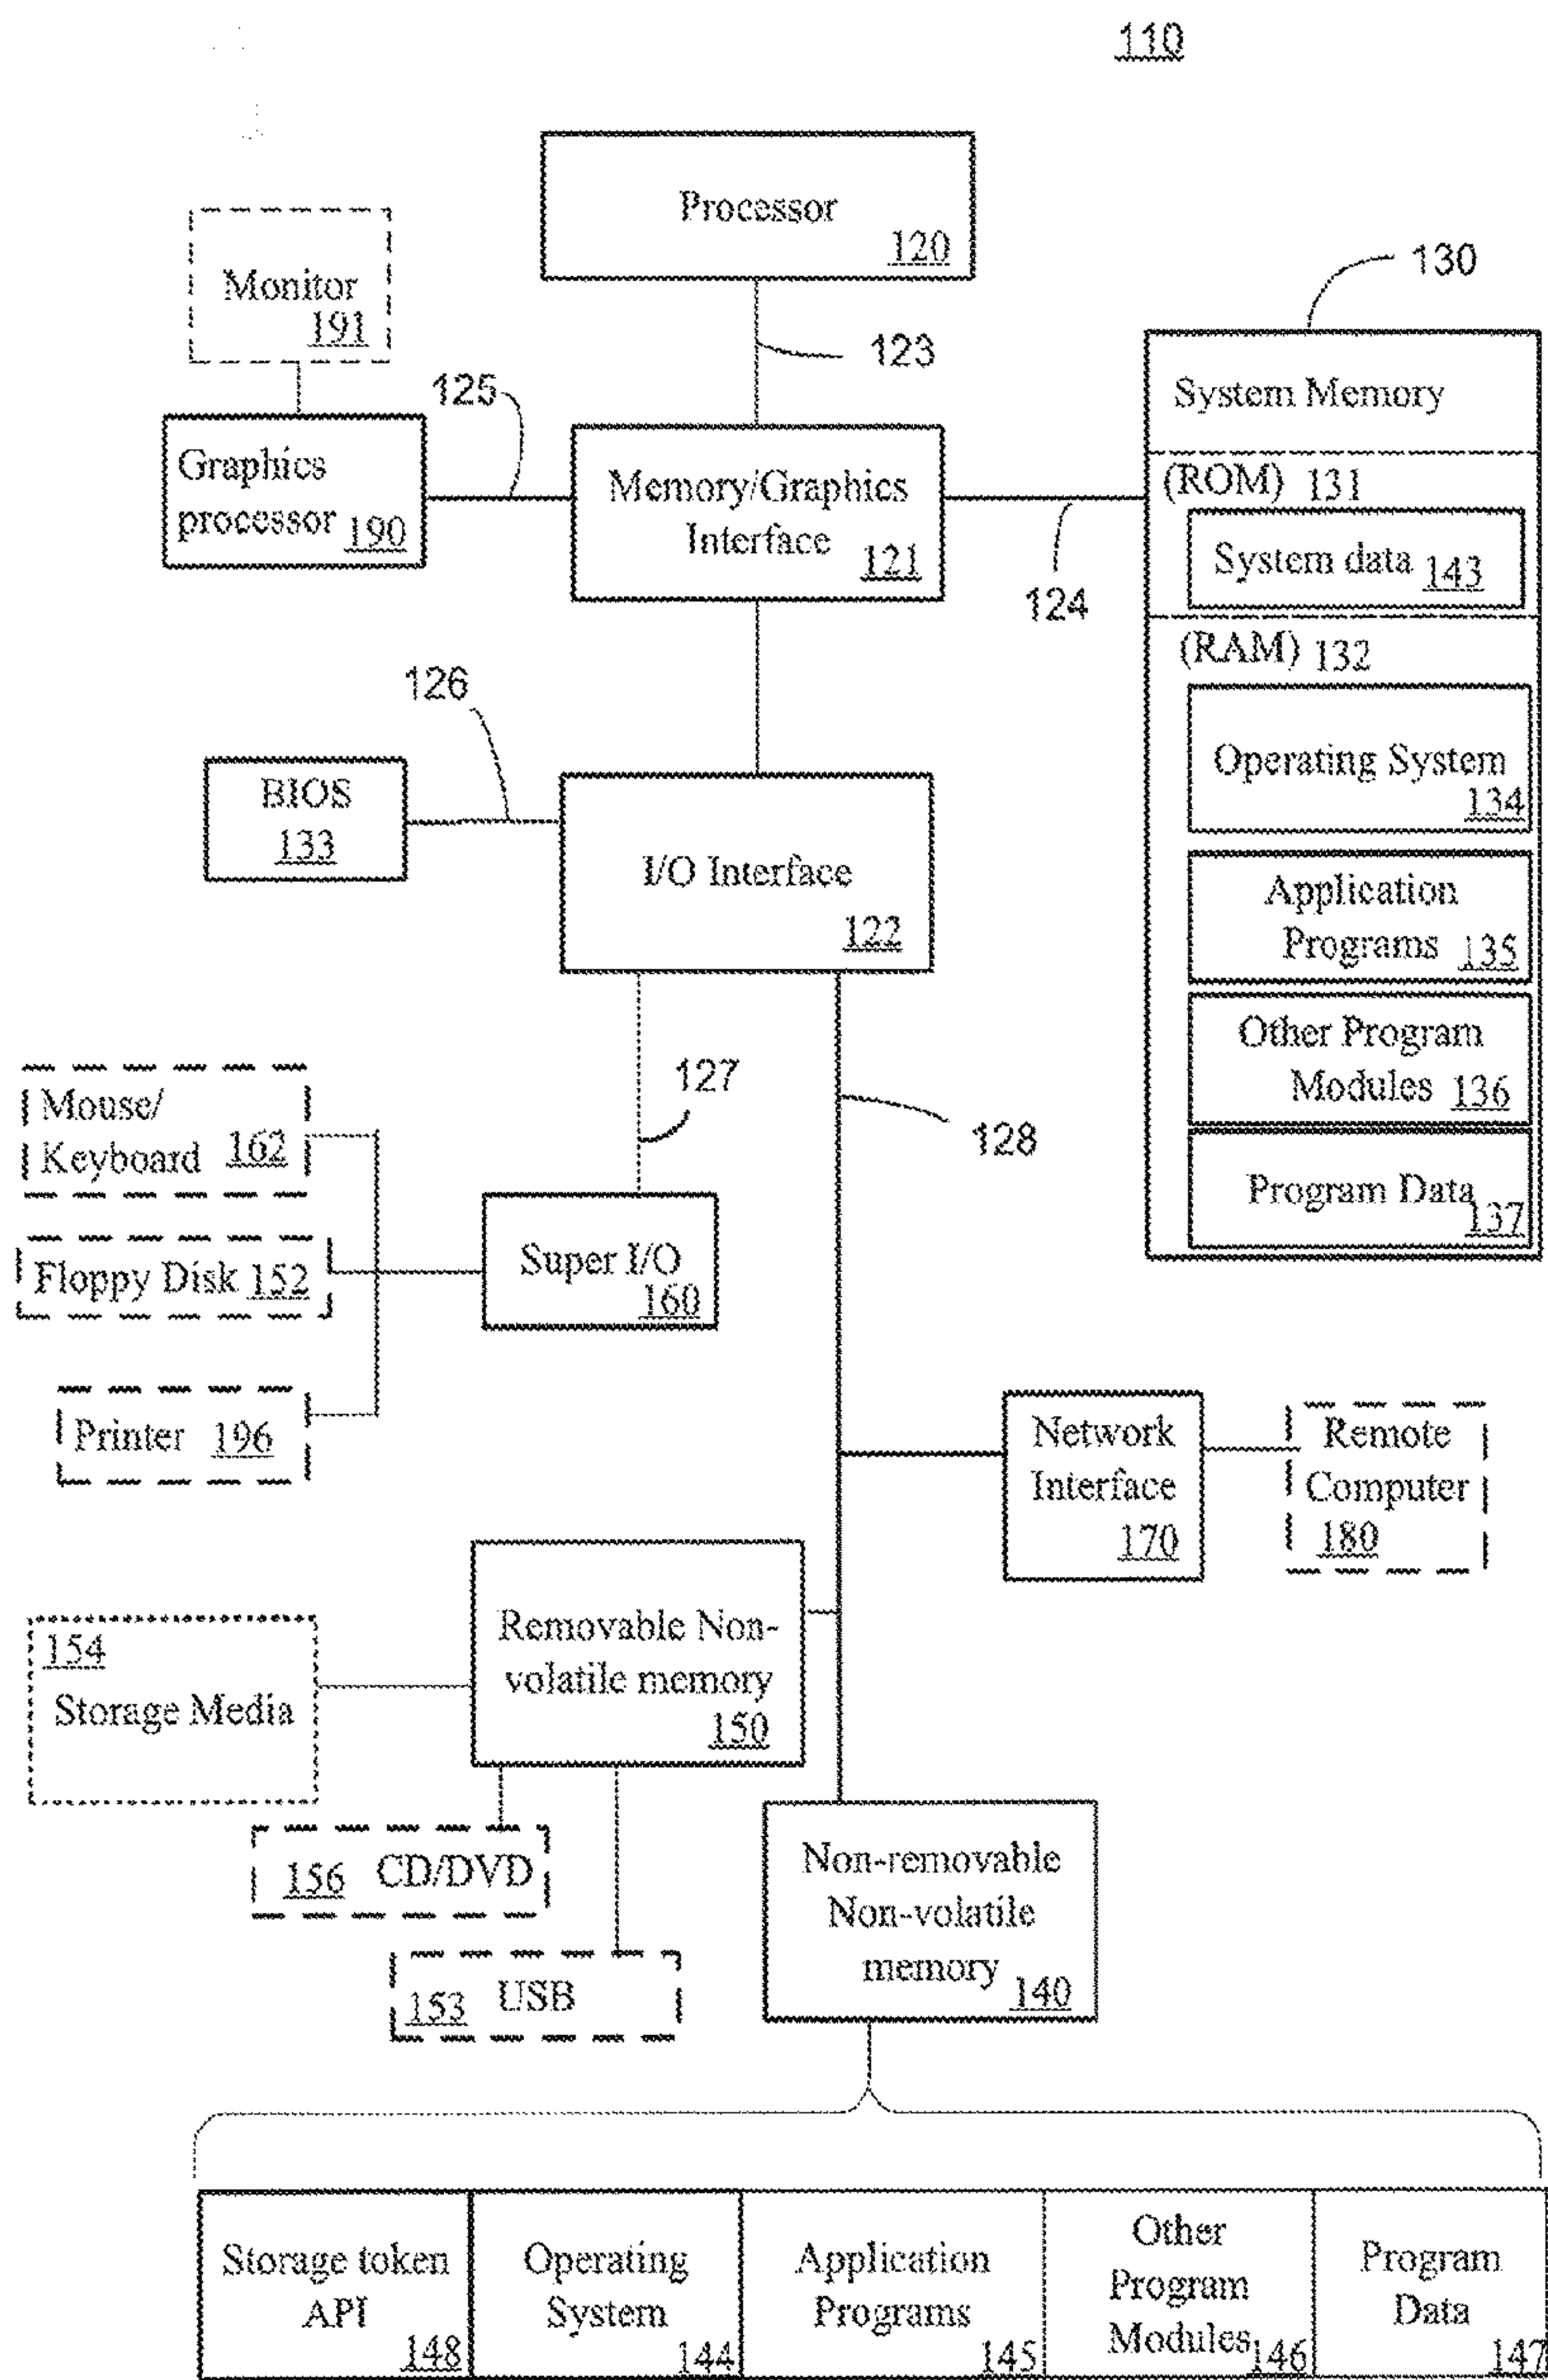 110
Processor
120
Monitor
191
123
130
125
System Memory
Graphics
processor 190
Memory/Graphics
Interface
121
124
(ROM) 131
System data 143
(RAM) 132
Operating System
134
Application
Programs 135
Other Program
Modules 136
Program Data
137
126
BIOS
133
I/O Interface
122
127
128
Mouse/
Keyboard 162
Floppy Disk 152
Super I/O
160
Printer 196
Network
Interface
170
Remote
Computer
180
Removable Non-
volatile memory
150
154
Storage Media
156 CD/DVD
153 USB
Non-removable
Non-volatile
memory 140
Storage token
API
148
Operating
System
144
Application
Programs
145
Other
Program
Modules 146
Program
Data
147